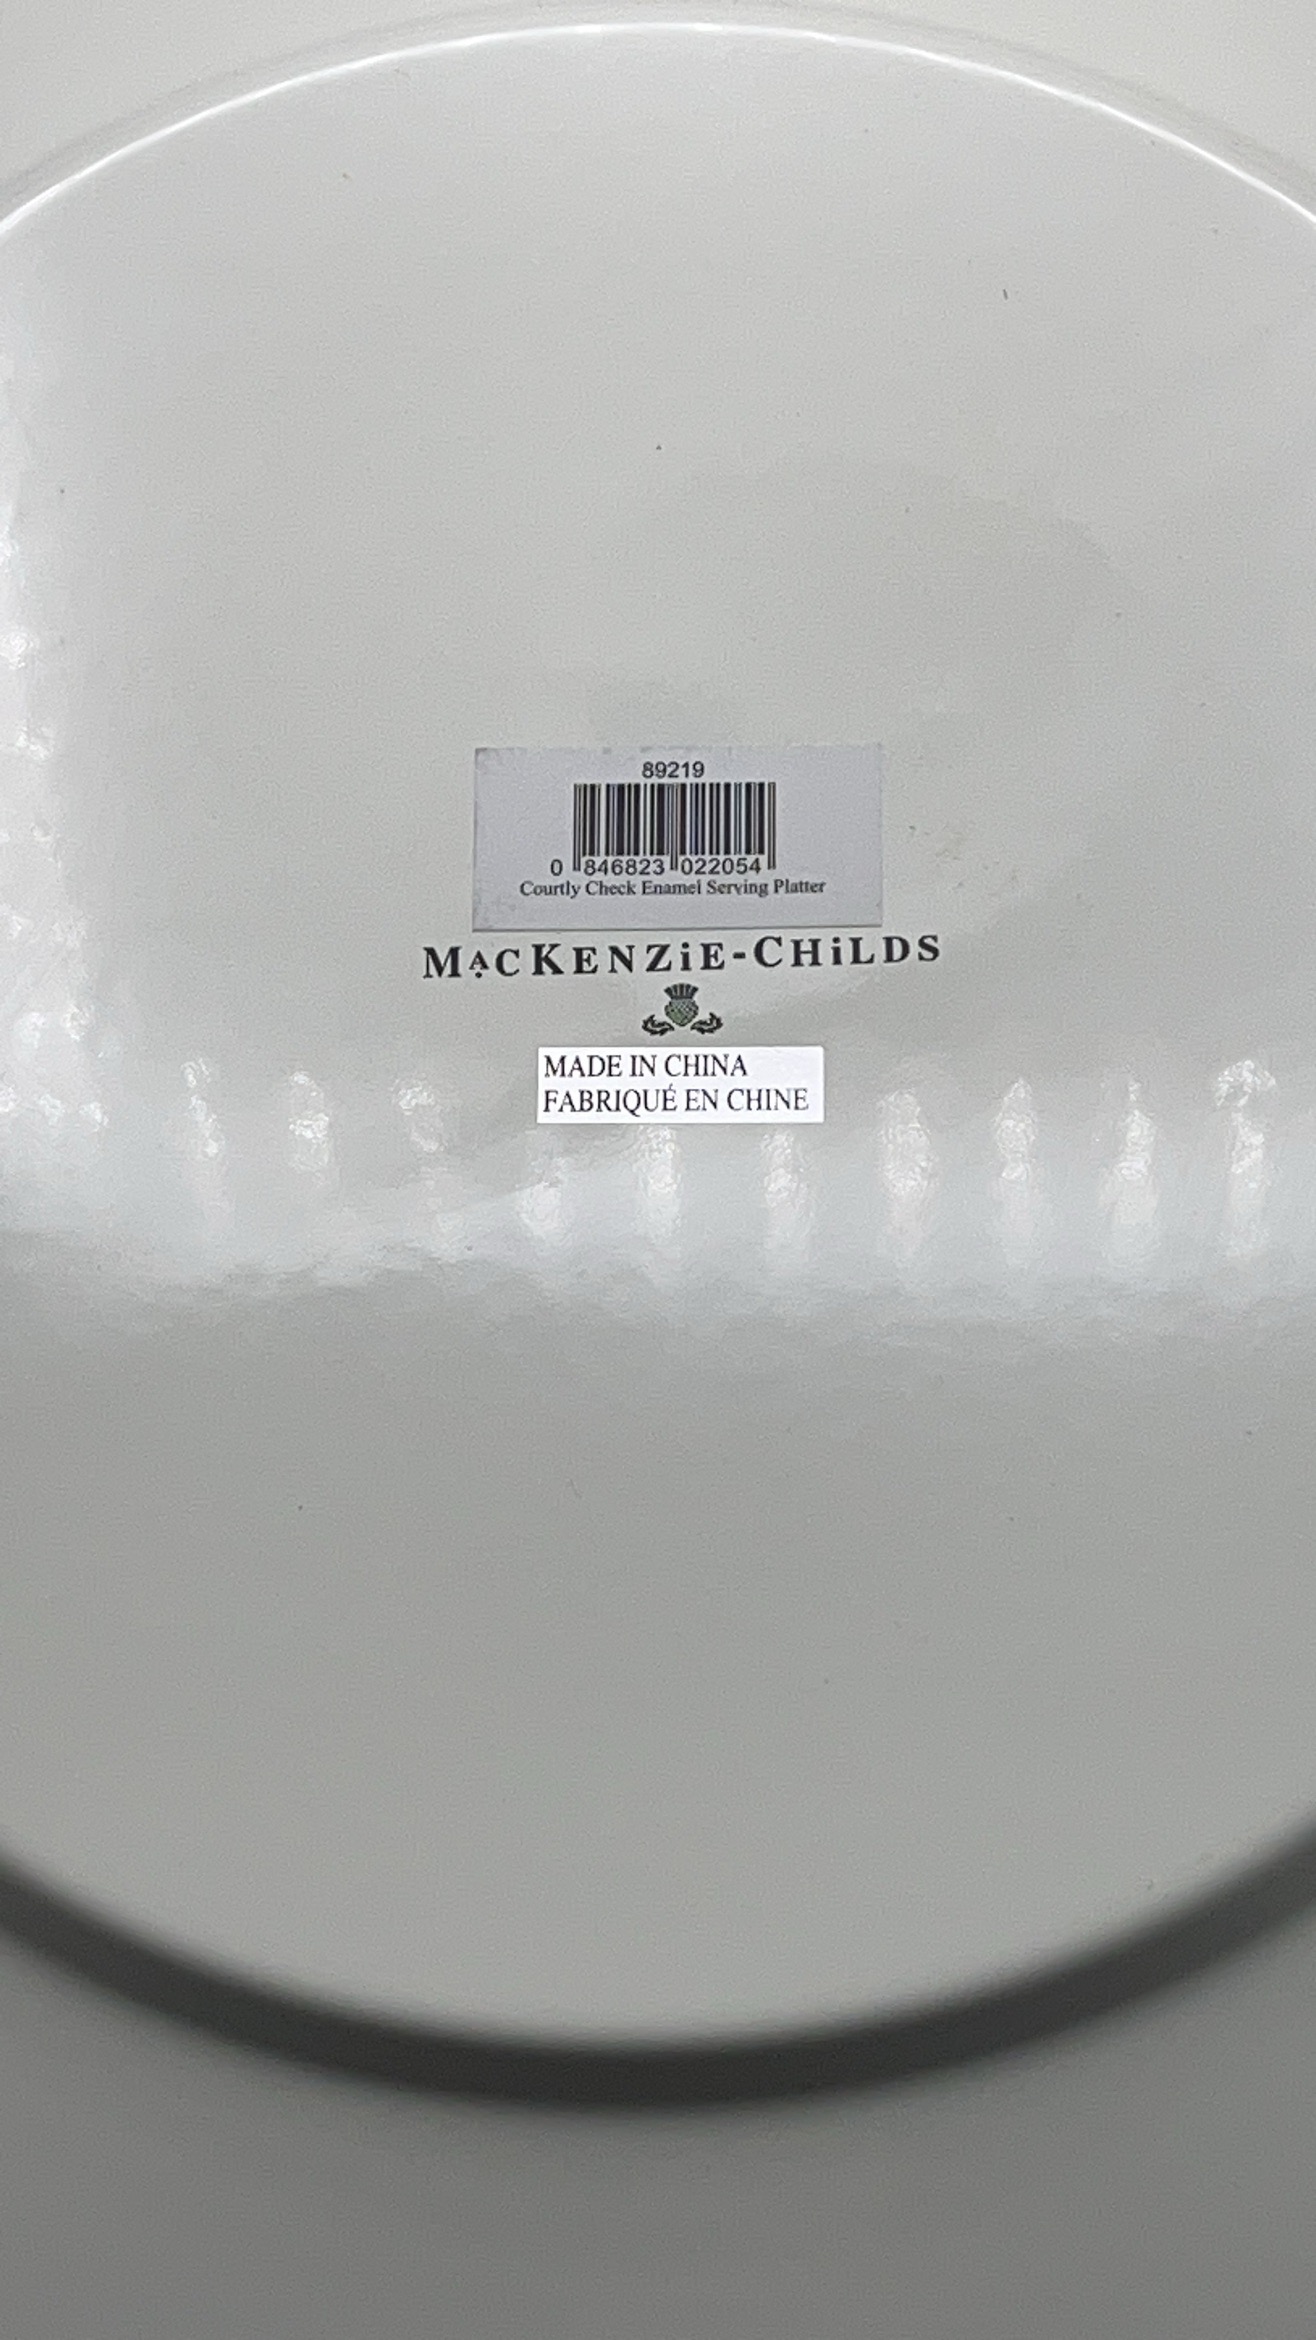 89219
0 846823 022054
Courtly Check Enamel Serving Platter
MACKENZiE-CHiLDS
MADE IN CHINA
FABRIQUÉ EN CHINE